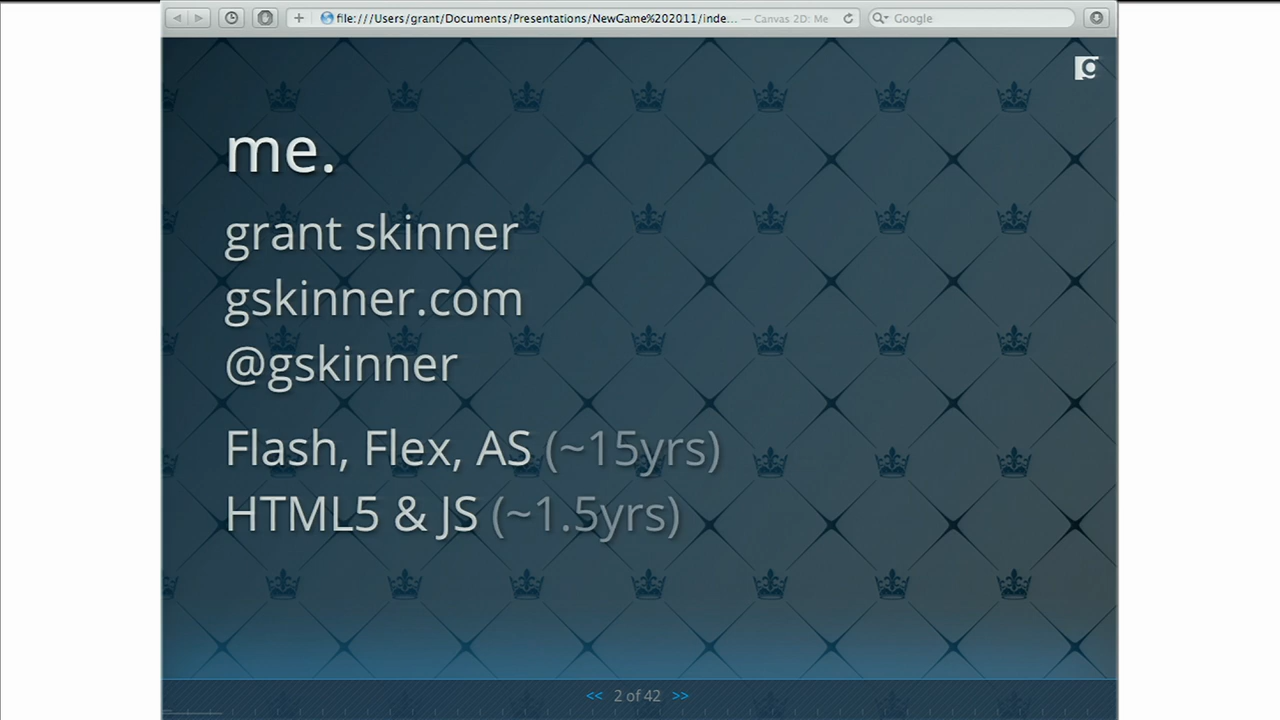 file:///Users/grant/Documents/Presentations/NewGame%202011/inde... — Canvas 2D: Me
Google
g
me.
grant skinner
gskinner.com
@gskinner
Flash, Flex, AS (~15yrs)
HTML5 & JS (~1.5yrs)
<< 2 of 42 >>